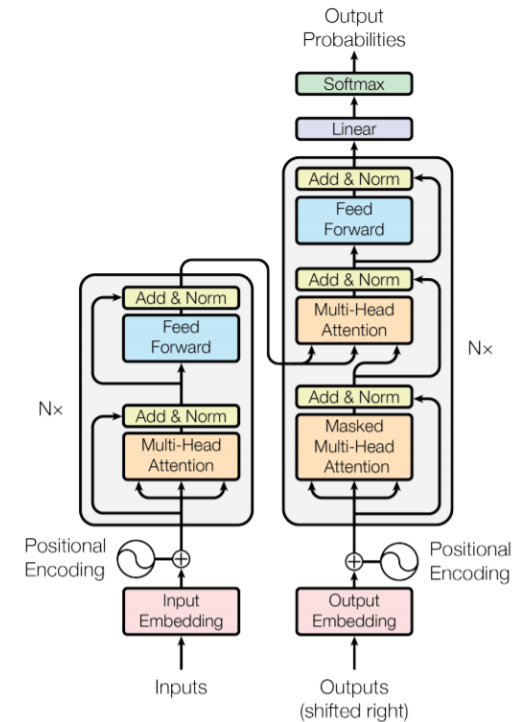 Output
Probabilities
Softmax
Linear
Add & Norm
Feed
Forward
Add & Norm
Multi-Head
Attention
Add & Norm
Masked
Multi-Head
Attention
N×
Add & Norm
Feed
Forward
Add & Norm
Multi-Head
Attention
N×
Positional
Encoding
Positional
Encoding
Input
Embedding
Output
Embedding
Inputs
Outputs
(shifted right)